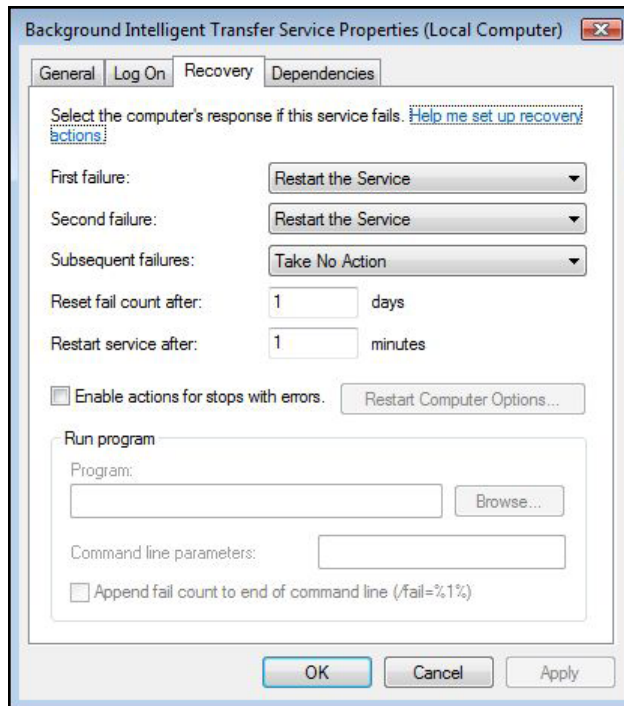 Background Intelligent Transfer Service Properties (Local Computer)
General Log On Recovery Dependencies
Select the computer's response if this service fails. Help me set up recovery
actions.
First failure: Restart the Service
Second failure: Restart the Service
Subsequent failures: Take No Action
Reset fail count after: 1 days
Restart service after: 1 minutes
Enable actions for stops with errors. Restart Computer Options...
Run program
Program:
Browse...
Command line parameters:
Append fail count to end of command line (/fail=%1%)
OK Cancel Apply